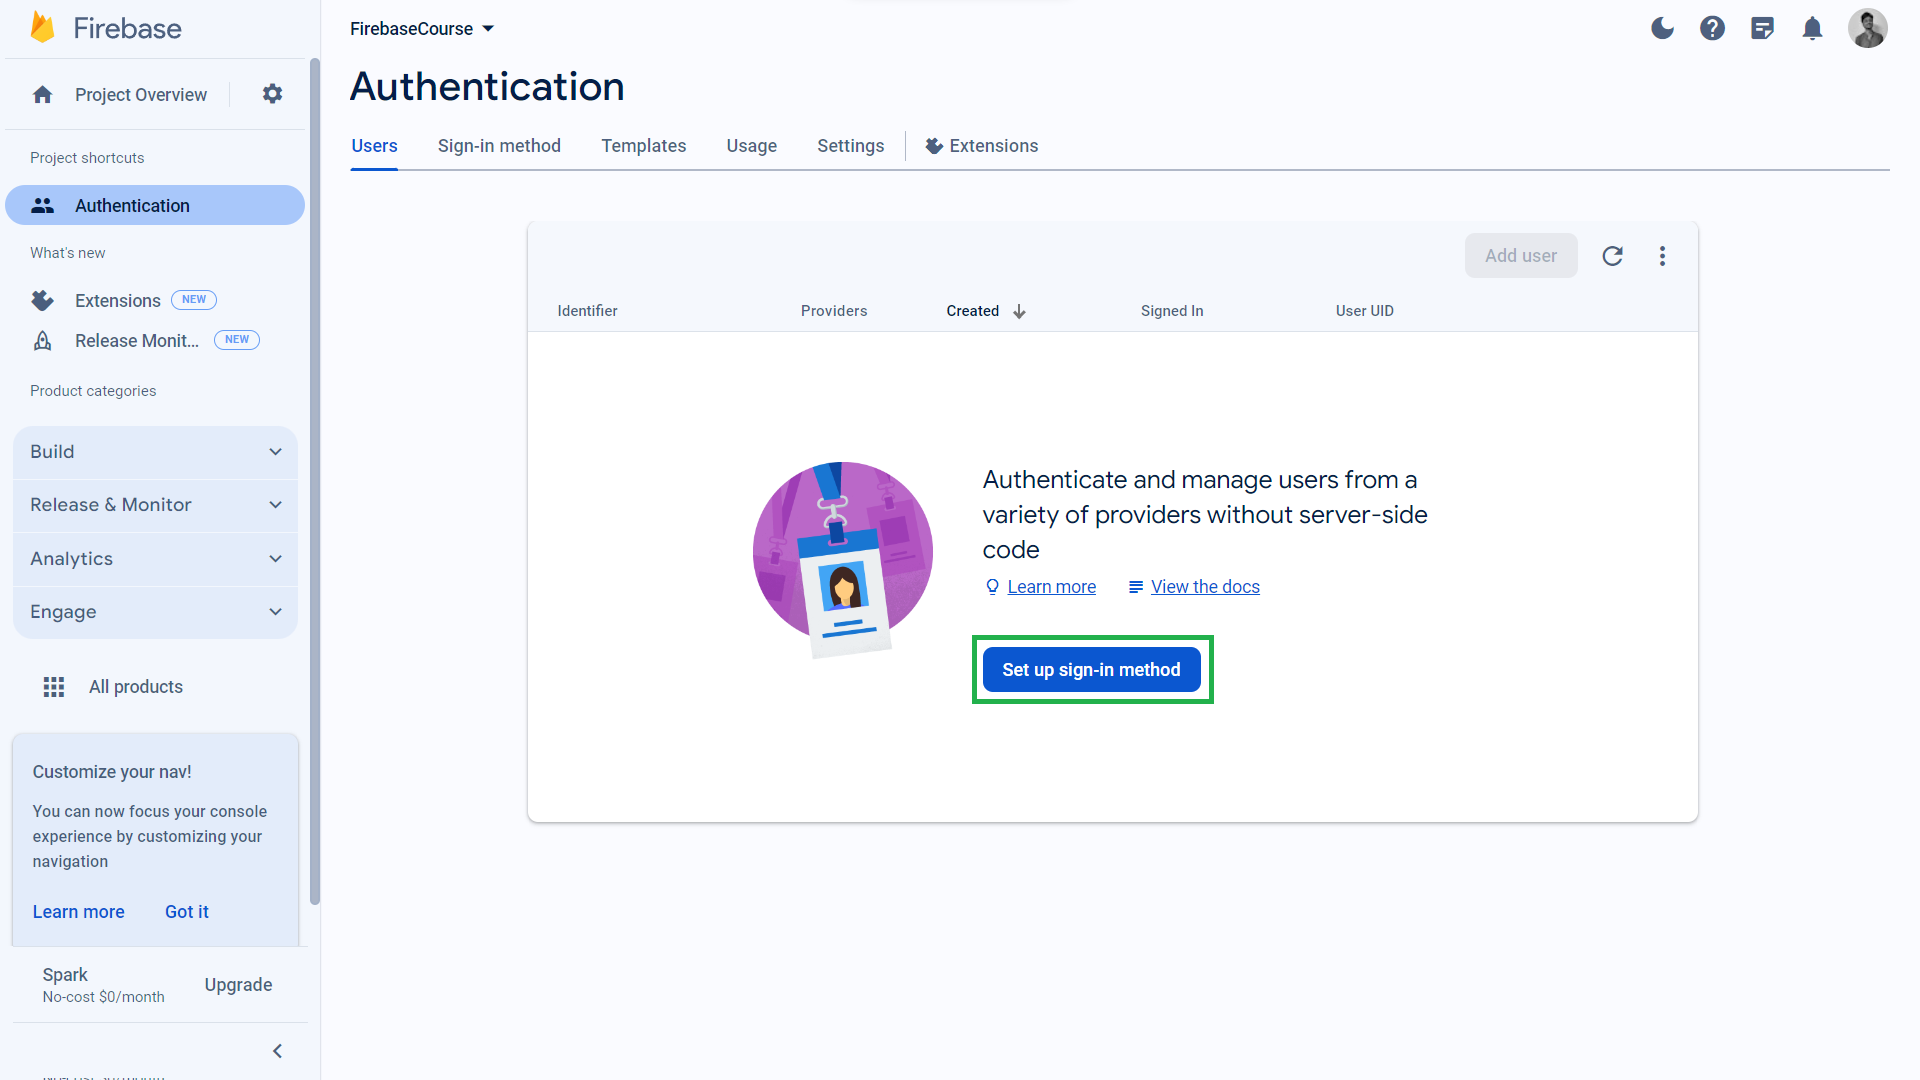 Firebase
Project Overview
Project shortcuts
Authentication
What's new
Extensions NEW
Release Monit... NEW
Product categories
Build
Release & Monitor
Analytics
Engage
All products
Customize your nav!
You can now focus your console
experience by customizing your
navigation
Learn more Got it
Spark
No-cost $0/month
Upgrade
FirebaseCourse
Authentication
Users Sign-in method Templates Usage Settings Extensions
Add user
Identifier Providers Created Signed In User UID
Authenticate and manage users from a
variety of providers without server-side
code
Learn more View the docs
Set up sign-in method